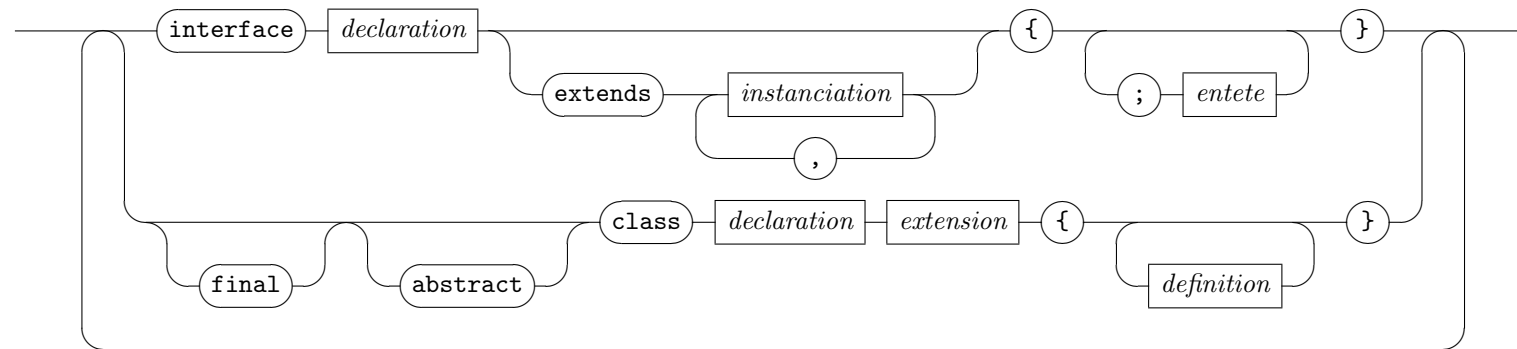 interface declaration { }
extends instanciation ; entete
,
class declaration extension { }
final abstract definition